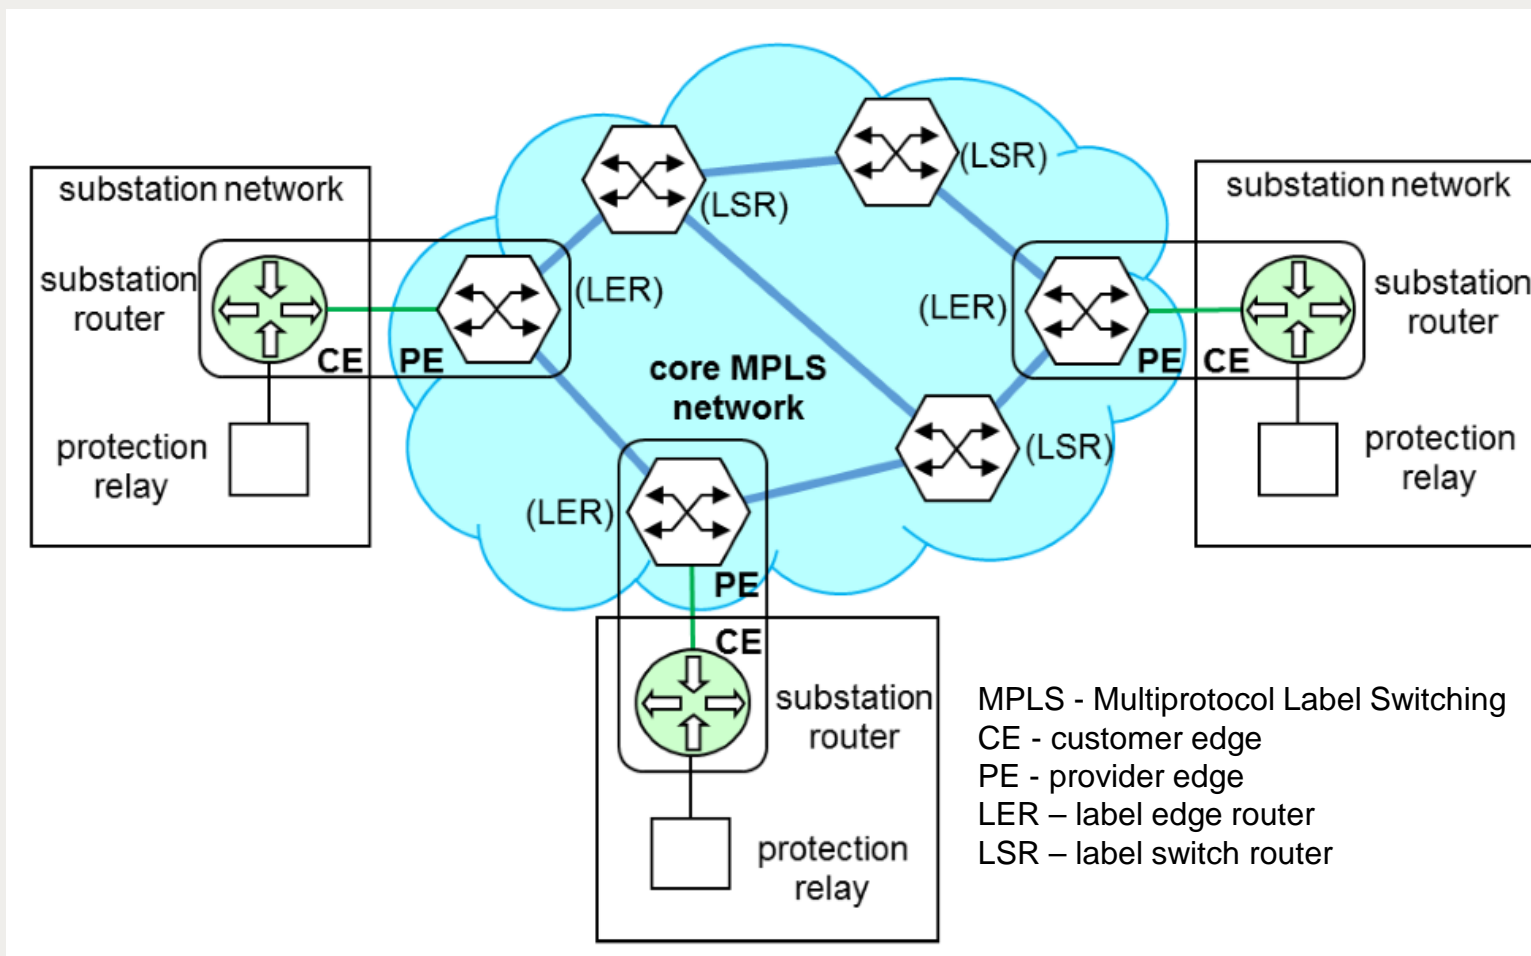 substation network
substation
router
CE
PE
(LER)
protection
relay
(LSR)
(LSR)
core MPLS
network
(LER)
PE
CE
substation network
substation
router
protection
relay
(LSR)
(LER)
PE
CE
substation
router
protection
relay
MPLS - Multiprotocol Label Switching
CE - customer edge
PE - provider edge
LER – label edge router
LSR – label switch router